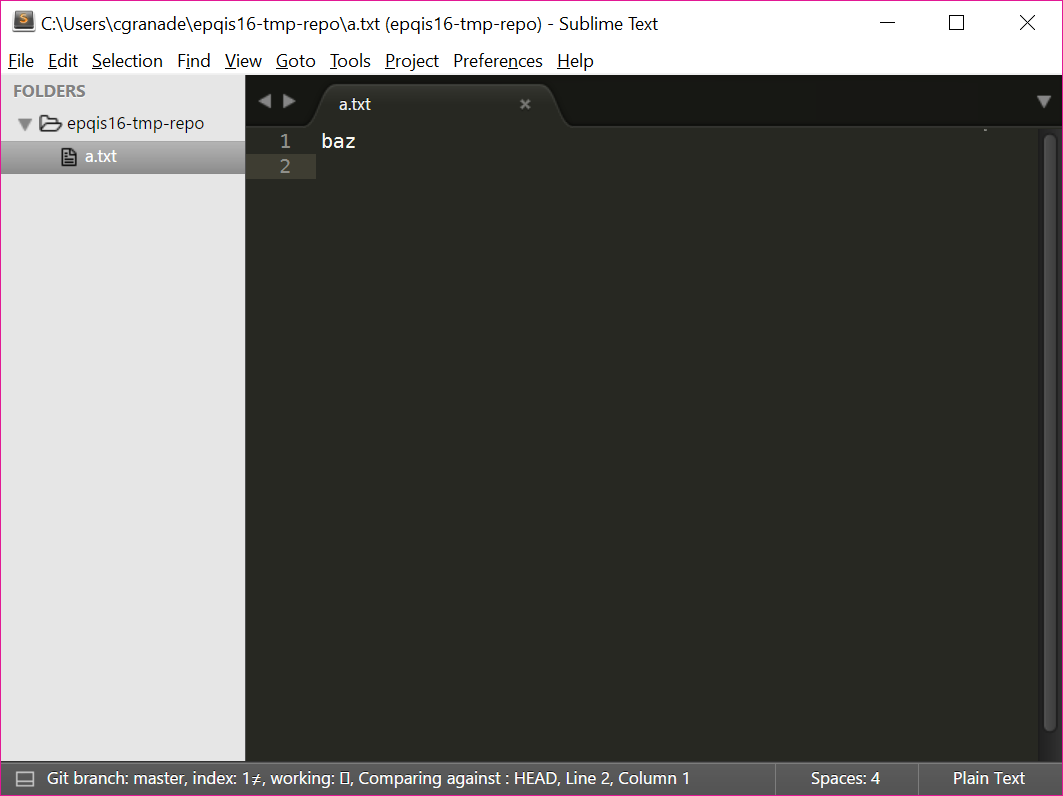 C:\Users\cgranade\epqis16-tmp-repo\a.txt (epqis16-tmp-repo) - Sublime Text
File Edit Selection Find View Goto Tools Project Preferences Help
FOLDERS
epqis16-tmp-repo
a.txt
a.txt
1 baz
2
Git branch: master, index: 1≠, working: ▯, Comparing against : HEAD, Line 2, Column 1 Spaces: 4 Plain Text